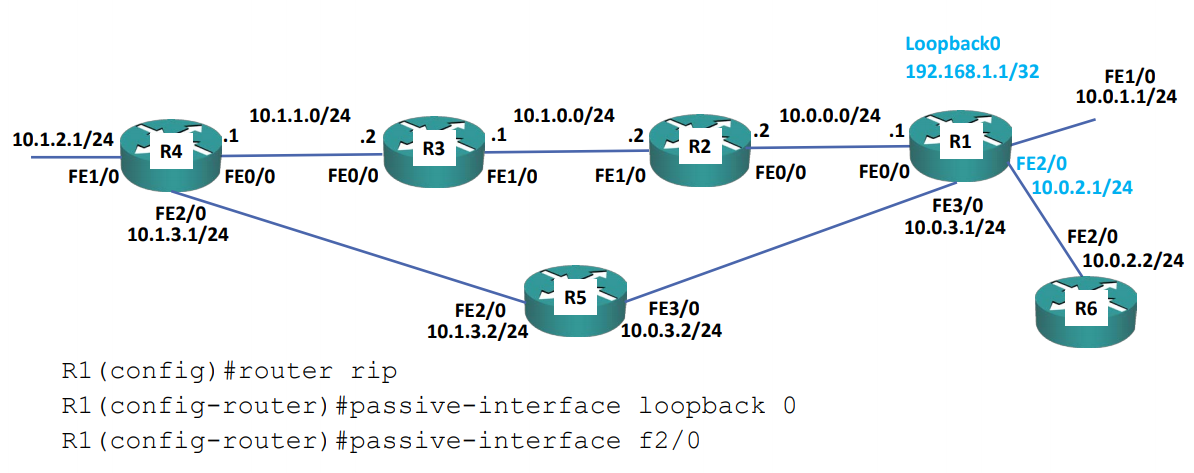 Loopback0
192.168.1.1/32
FE1/0
10.0.1.1/24
10.1.1.0/24
10.1.0.0/24
10.0.0.0/24
10.1.2.1/24
R4
.1
.2
R3
.1
.2
R2
.2
.1
R1
FE1/0
FE0/0
FE0/0
FE1/0
FE1/0
FE0/0
FE0/0
FE2/0
10.0.2.1/24
FE2/0
10.1.3.1/24
FE3/0
10.0.3.1/24
FE2/0
10.0.2.2/24
R5
R6
FE2/0
10.1.3.2/24
FE3/0
10.0.3.2/24
R1(config)#router rip
R1(config-router)#passive-interface loopback 0
R1(config-router)#passive-interface f2/0